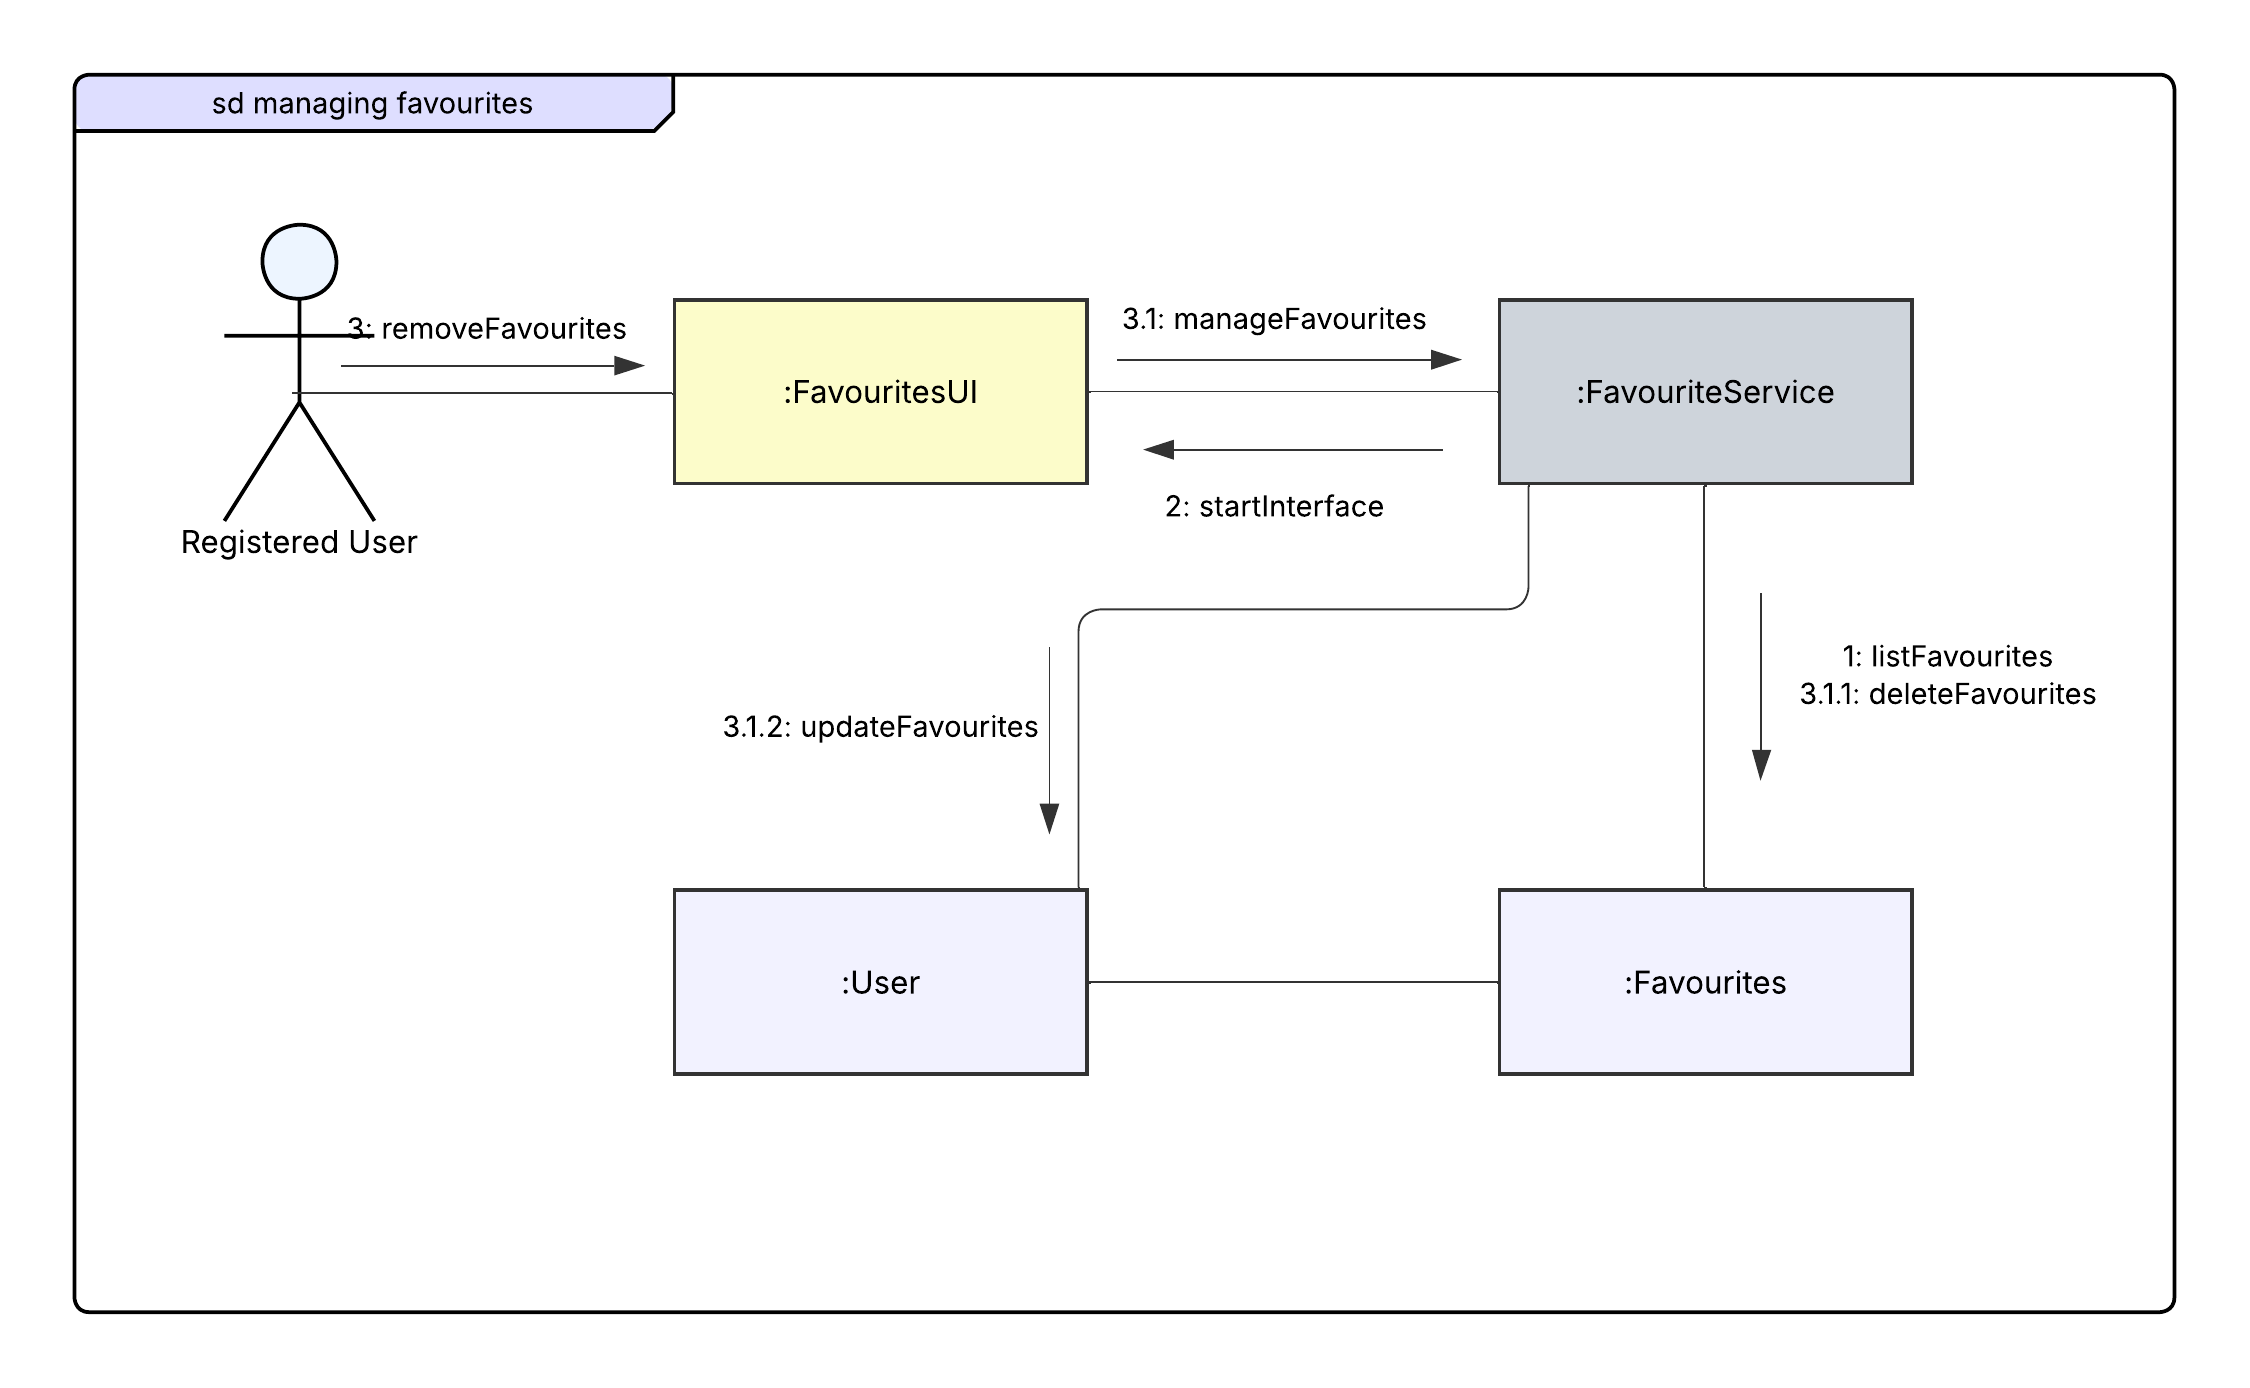 sd managing favourites
3: removeFavourites
3.1: manageFavourites
:FavouritesUI
:FavouriteService
2: startInterface
Registered User
1: listFavourites
3.1.1: deleteFavourites
3.1.2: updateFavourites
:User
:Favourites